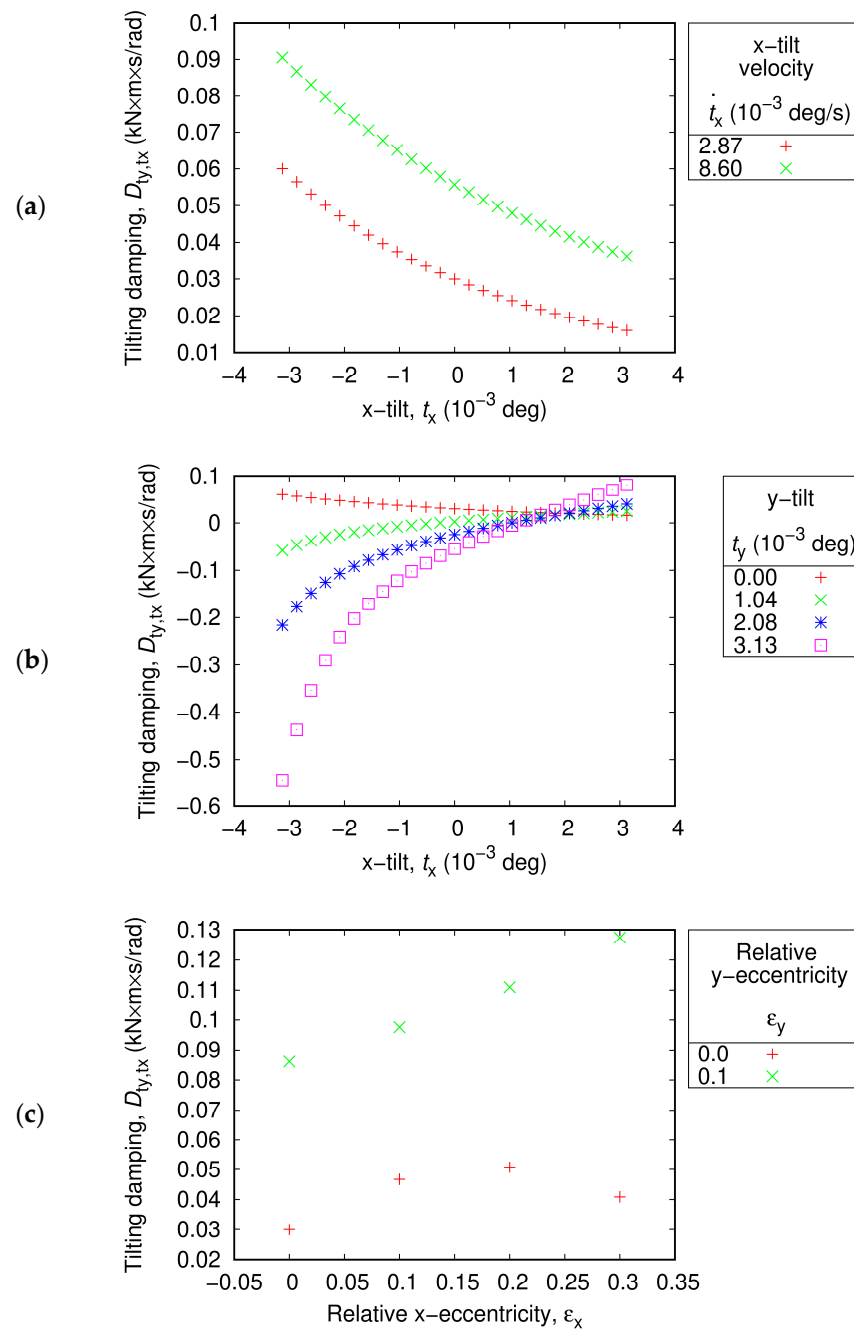 (a)
Tilting damping, D_ty,tx (kN×m×s/rad)
0.1
0.09
0.08
0.07
0.06
0.05
0.04
0.03
0.02
0.01
−4 −3 −2 −1 0 1 2 3 4
x−tilt, t_x (10⁻³ deg)
x−tilt
velocity
ṫ_x (10⁻³ deg/s)
2.87
8.60
(b)
Tilting damping, D_ty,tx (kN×m×s/rad)
0.1
0
−0.1
−0.2
−0.3
−0.4
−0.5
−0.6
−4 −3 −2 −1 0 1 2 3 4
x−tilt, t_x (10⁻³ deg)
y−tilt
t_y (10⁻³ deg)
0.00
1.04
2.08
3.13
(c)
Tilting damping, D_ty,tx (kN×m×s/rad)
0.13
0.12
0.11
0.1
0.09
0.08
0.07
0.06
0.05
0.04
0.03
0.02
−0.05 0 0.05 0.1 0.15 0.2 0.25 0.3 0.35
Relative x−eccentricity, ε_x
Relative
y−eccentricity
ε_y
0.0
0.1